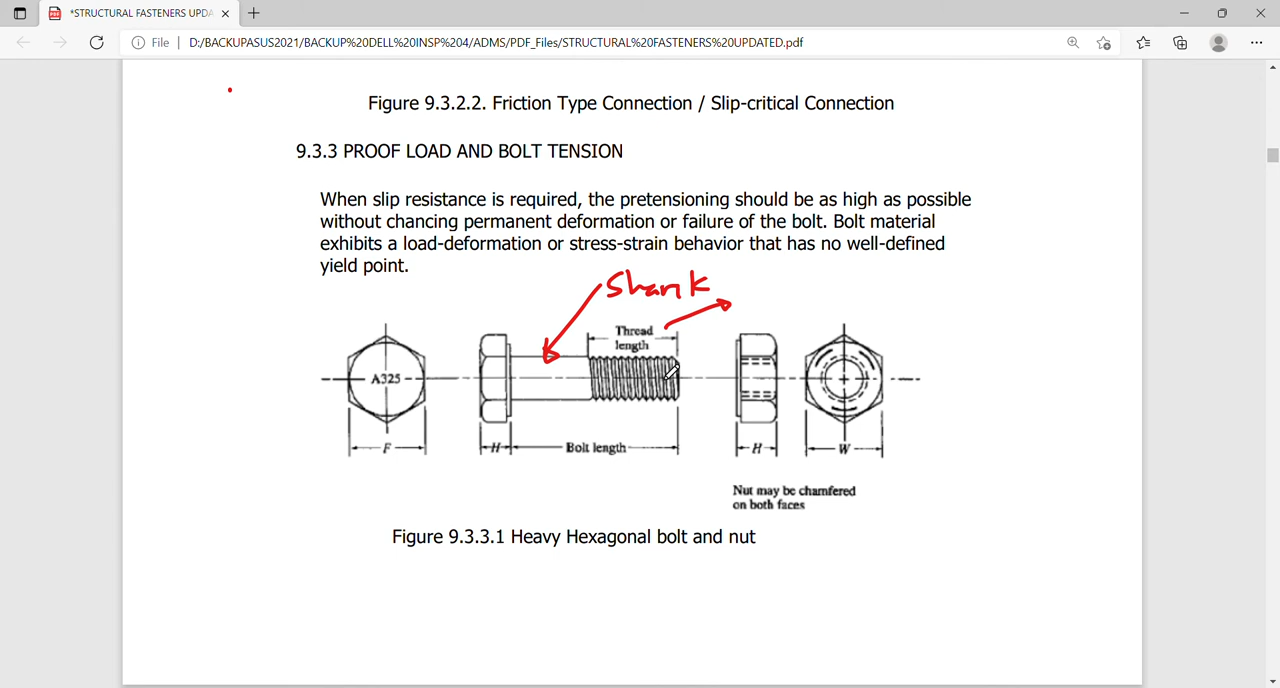 *STRUCTURAL FASTENERS UPDA
File
D:/BACKUPASUS2021/BACKUP%20DELL%20INSP%204/ADMS/PDF_Files/STRUCTURAL%20FASTENERS%20UPDATED.pdf
Figure 9.3.2.2. Friction Type Connection / Slip-critical Connection
9.3.3 PROOF LOAD AND BOLT TENSION
When slip resistance is required, the pretensioning should be as high as possible
without chancing permanent deformation or failure of the bolt. Bolt material
exhibits a load-deformation or stress-strain behavior that has no well-defined
yield point.
Shank
Thread
length
A325
F
H
Bolt length
H
W
Nut may be chamfered
on both faces
Figure 9.3.3.1 Heavy Hexagonal bolt and nut